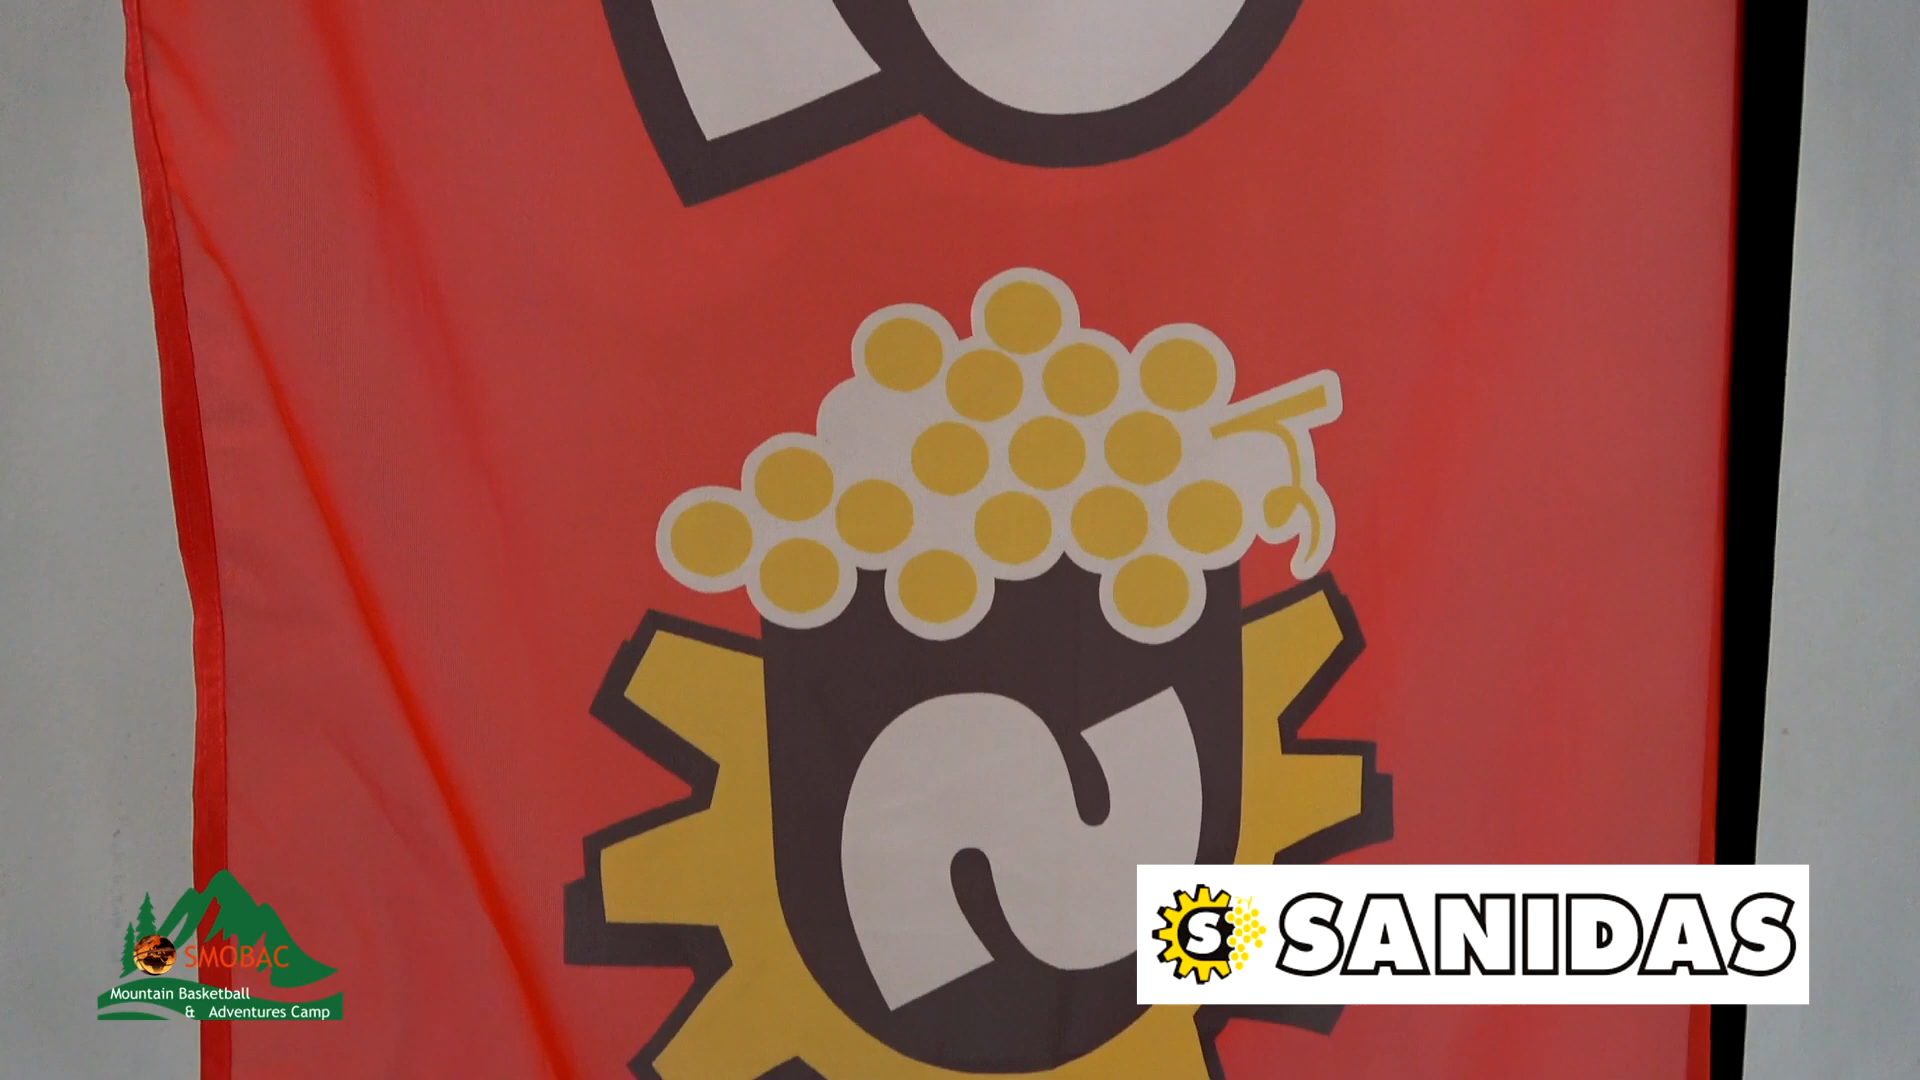 S
S SANIDAS
SMOBAC
Mountain Basketball
& Adventures Camp